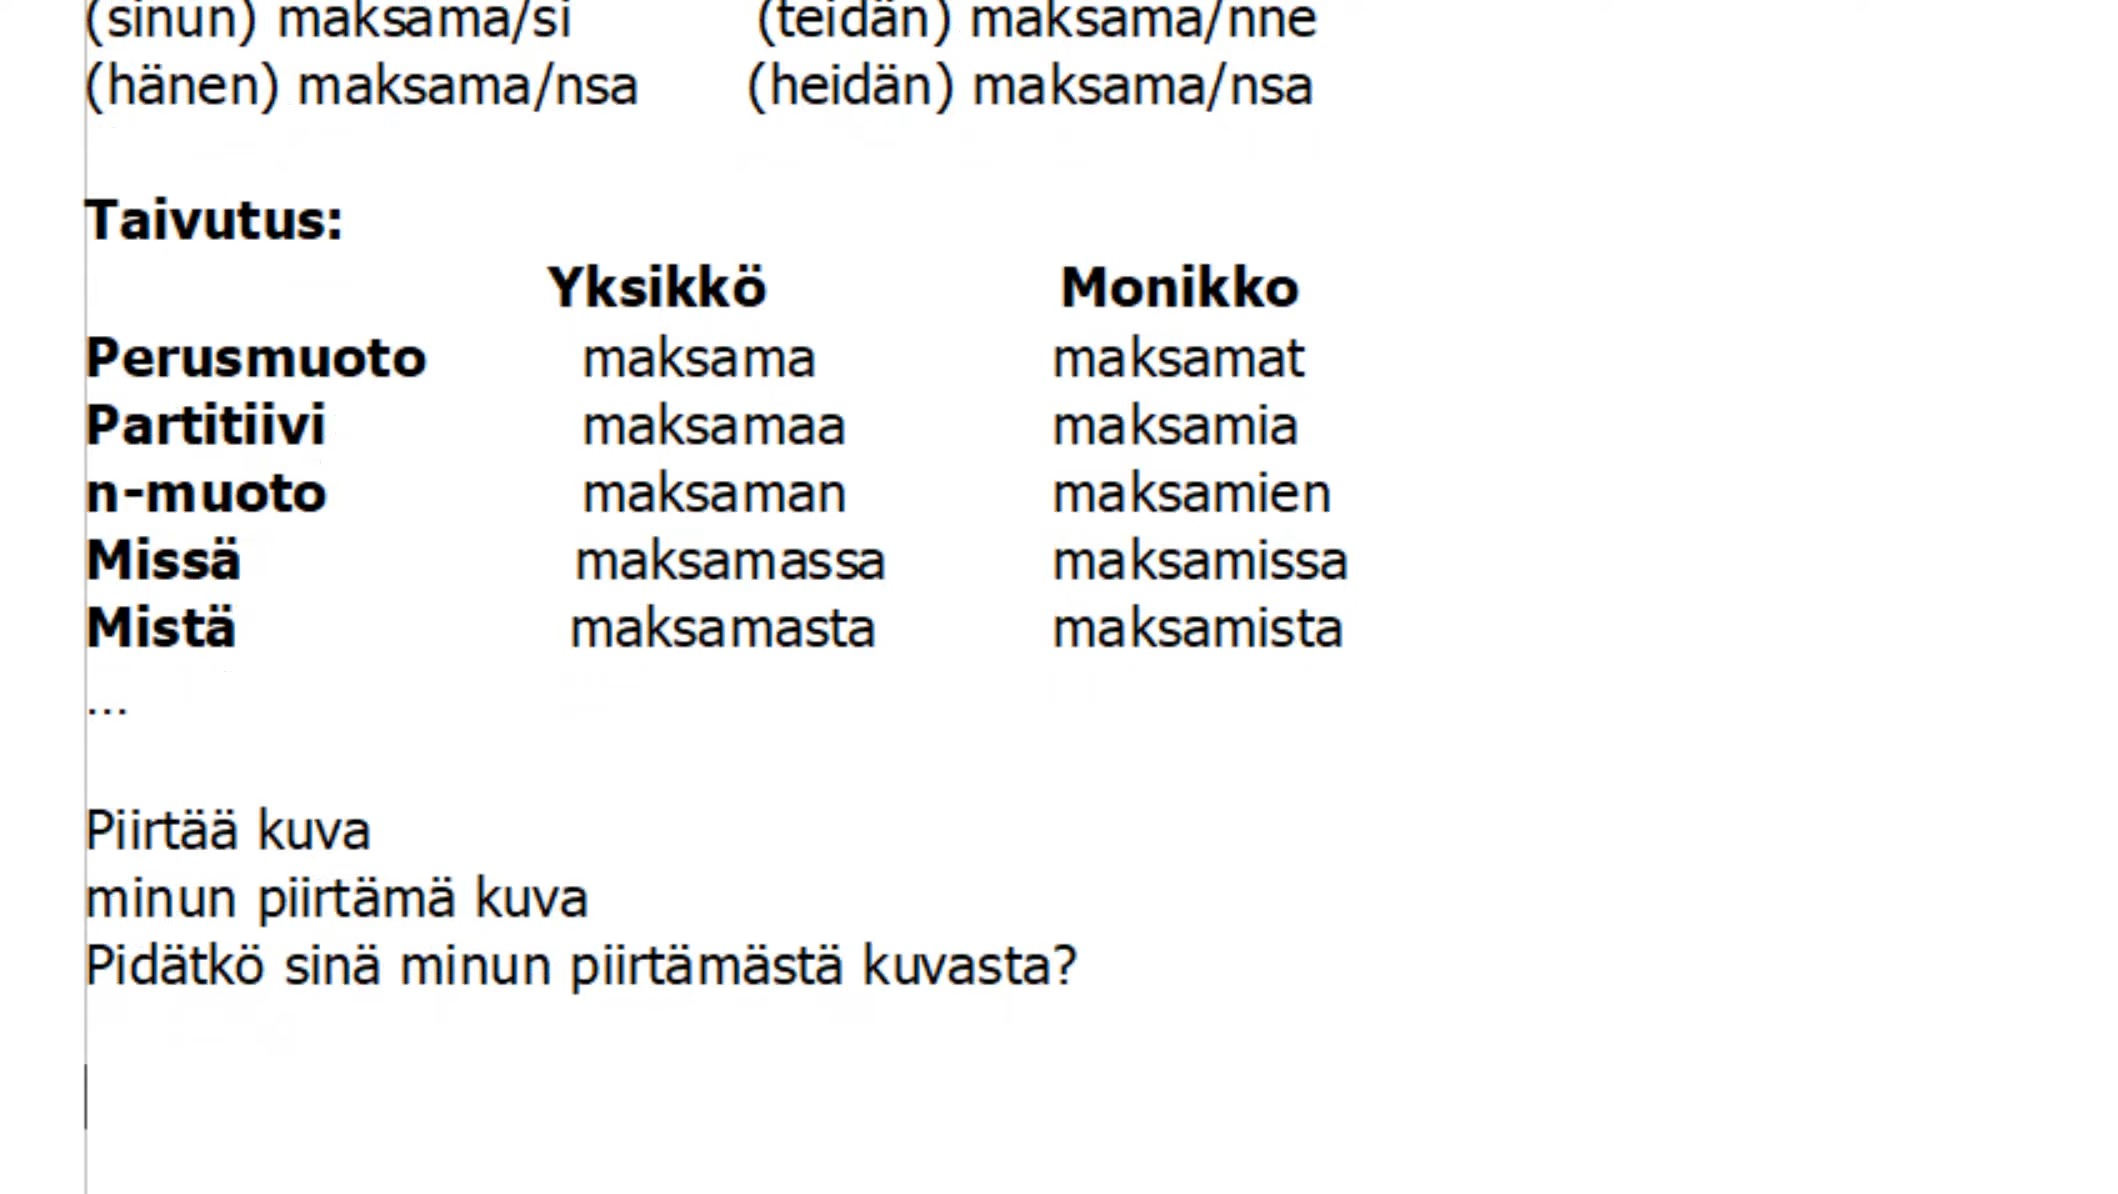 (sinun) maksama/si (teidän) maksama/nne
(hänen) maksama/nsa (heidän) maksama/nsa
Taivutus:
Yksikkö Monikko
Perusmuoto maksama maksamat
Partitiivi maksamaa maksamia
n-muoto maksaman maksamien
Missä maksamassa maksamissa
Mistä maksamasta maksamista
...
Piirtää kuva
minun piirtämä kuva
Pidätkö sinä minun piirtämästä kuvasta?